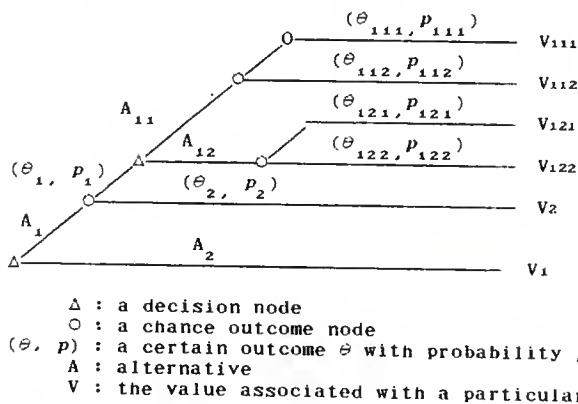 (θ111, p111)
V111
(θ112, p112)
V112
A11
(θ121, p121)
V121
A12
(θ122, p122)
V122
(θ1, p1)
(θ2, p2)
V2
A1
A2
V1
Δ : a decision node
O : a chance outcome node
(θ, p) : a certain outcome θ with probability
A : alternative
V : the value associated with a particular